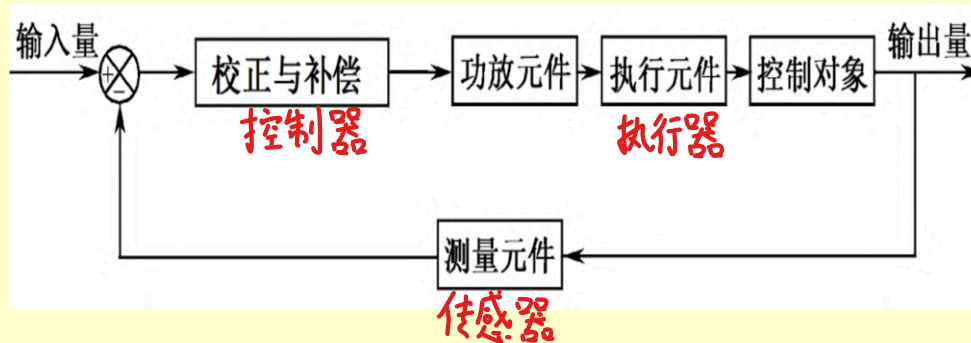 输入量
+
−
校正与补偿
功放元件
执行元件
控制对象
输出量
控制器
执行器
测量元件
传感器